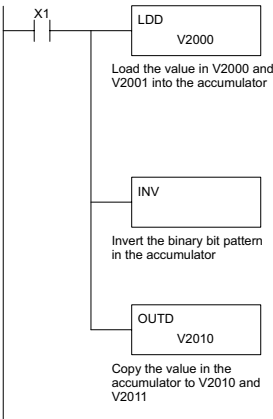 X1
LDD
V2000
Load the value in V2000 and
V2001 into the accumulator
INV
Invert the binary bit pattern
in the accumulator
OUTD
V2010
Copy the value in the
accumulator to V2010 and
V2011